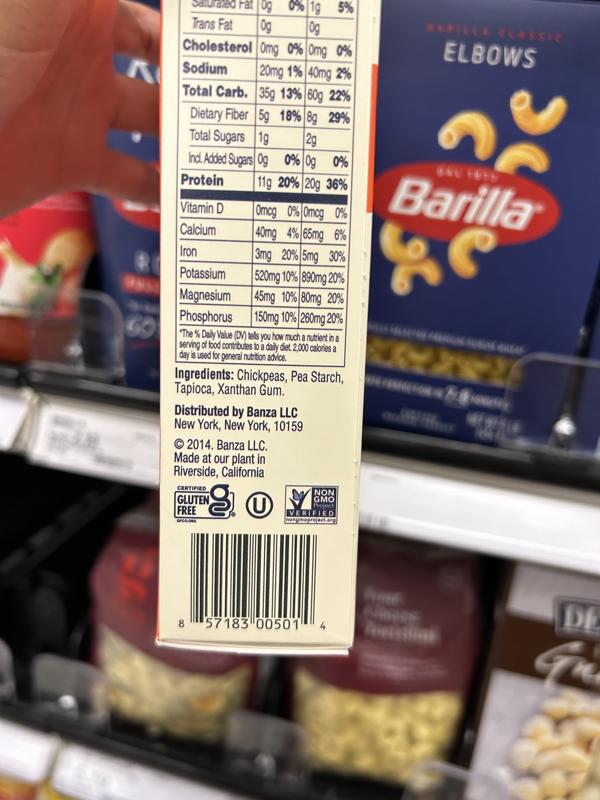 Saturated Fat 0g 0% 1g 5%
Trans Fat 0g 0g
Cholesterol 0mg 0% 0mg 0%
Sodium 20mg 1% 40mg 2%
Total Carb. 35g 13% 60g 22%
Dietary Fiber 5g 18% 8g 29%
Total Sugars 1g 2g
Incl. Added Sugars 0g 0% 0g 0%
Protein 11g 20% 20g 36%
Vitamin D 0mcg 0% 0mcg 0%
Calcium 40mg 4% 65mg 6%
Iron 3mg 20% 5mg 30%
Potassium 520mg 10% 890mg 20%
Magnesium 45mg 10% 80mg 20%
Phosphorus 150mg 10% 260mg 20%
*The % Daily Value (DV) tells you how much a nutrient in a
serving of food contributes to a daily diet. 2,000 calories a
day is used for general nutrition advice.
Ingredients: Chickpeas, Pea Starch,
Tapioca, Xanthan Gum.
Distributed by Banza LLC
New York, New York, 10159
© 2014. Banza LLC.
Made at our plant in
Riverside, California
CERTIFIED
GLUTEN
FREE
GFCO.ORG
U
NON
GMO
Project
VERIFIED
nongmoproject.org
8 57183 00501 4
BARILLA CLASSIC
ELBOWS
Barilla
DE